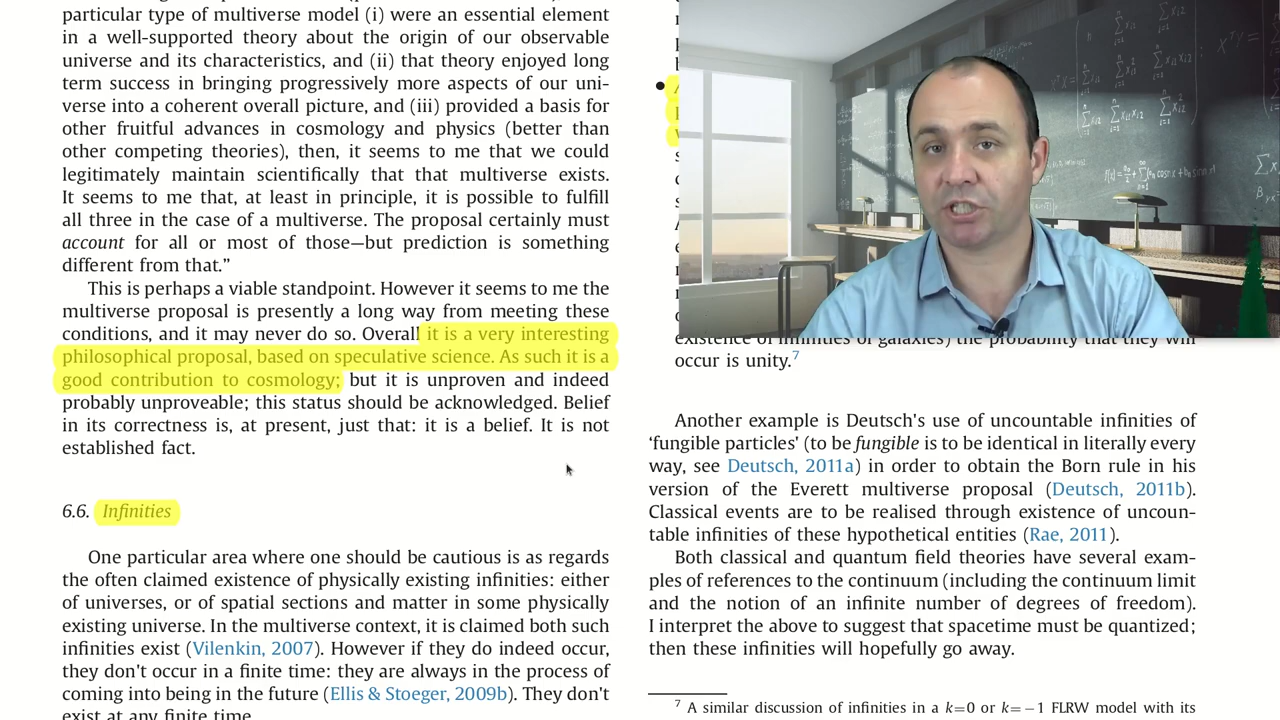 particular type of multiverse model (i) were an essential element
in a well-supported theory about the origin of our observable
universe and its characteristics, and (ii) that theory enjoyed long
term success in bringing progressively more aspects of our uni-
verse into a coherent overall picture, and (iii) provided a basis for
other fruitful advances in cosmology and physics (better than
other competing theories), then, it seems to me that we could
legitimately maintain scientifically that that multiverse exists.
It seems to me that, at least in principle, it is possible to fulfill
all three in the case of a multiverse. The proposal certainly must
account for all or most of those—but prediction is something
different from that.”
This is perhaps a viable standpoint. However it seems to me the
multiverse proposal is presently a long way from meeting these
conditions, and it may never do so. Overall it is a very interesting
philosophical proposal, based on speculative science. As such it is a
good contribution to cosmology; but it is unproven and indeed
probably unproveable; this status should be acknowledged. Belief
in its correctness is, at present, just that: it is a belief. It is not
established fact.
6.6. Infinities
One particular area where one should be cautious is as regards
the often claimed existence of physically existing infinities: either
of universes, or of spatial sections and matter in some physically
existing universe. In the multiverse context, it is claimed both such
infinities exist (Vilenkin, 2007). However if they do indeed occur,
they don't occur in a finite time: they are always in the process of
coming into being in the future (Ellis & Stoeger, 2009b). They don't
exist at any finite time.
existence of infinities of galaxies) the probability that they will
occur is unity.⁷
Another example is Deutsch's use of uncountable infinities of
‘fungible particles’ (to be fungible is to be identical in literally every
way, see Deutsch, 2011a) in order to obtain the Born rule in his
version of the Everett multiverse proposal (Deutsch, 2011b).
Classical events are to be realised through existence of uncoun-
table infinities of these hypothetical entities (Rae, 2011).
Both classical and quantum field theories have several exam-
ples of references to the continuum (including the continuum limit
and the notion of an infinite number of degrees of freedom).
I interpret the above to suggest that spacetime must be quantized;
then these infinities will hopefully go away.
⁷ A similar discussion of infinities in a k=0 or k=−1 FLRW model with its